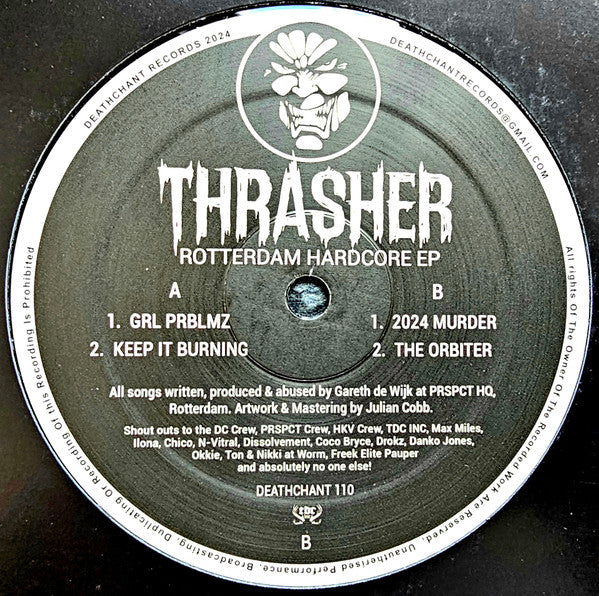 DEATHCHANT RECORDS 2024
DEATHCHANTRECORDS@GMAIL.COM
THRASHER
ROTTERDAM HARDCORE EP
A
1. GRL PRBLMZ
2. KEEP IT BURNING
B
1. 2024 MURDER
2. THE ORBITER
All songs written, produced & abused by Gareth de Wijk at PRSPCT HQ,
Rotterdam. Artwork & Mastering by Julian Cobb.
Shout outs to the DC Crew, PRSPCT Crew, HKV Crew, TDC INC, Max Miles,
Ilona, Chico, N-Vitral, Dissolvement, Coco Bryce, Drokz, Danko Jones,
Okkie, Ton & Nikki at Worm, Freek Elite Pauper
and absolutely no one else!
DEATHCHANT 110
TDC
B
All rights Of The Owner Of The Recorded Work Are Reserved. Unauthorised Performance, Broadcasting, Duplicating Or Recording Of this Recording Is Prohibited